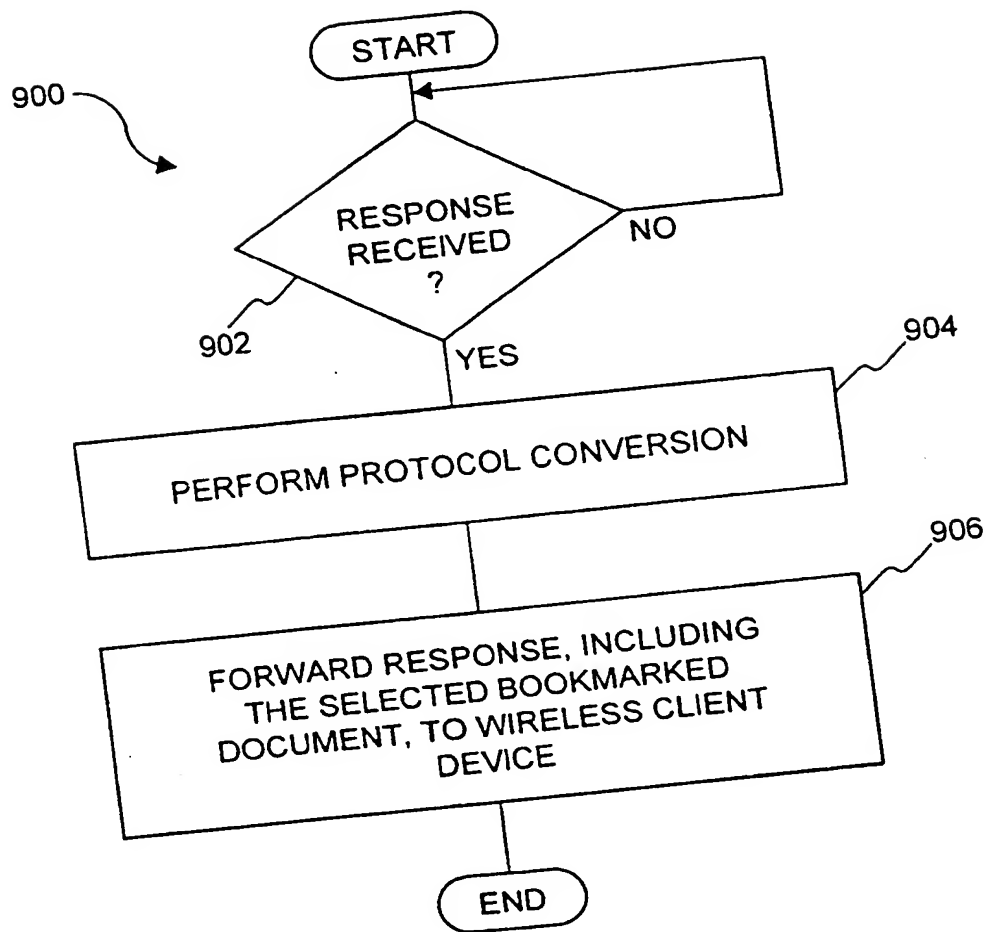 START
900
RESPONSE
RECEIVED
?
NO
902
YES
904
PERFORM PROTOCOL CONVERSION
906
FORWARD RESPONSE, INCLUDING
THE SELECTED BOOKMARKED
DOCUMENT, TO WIRELESS CLIENT
DEVICE
END